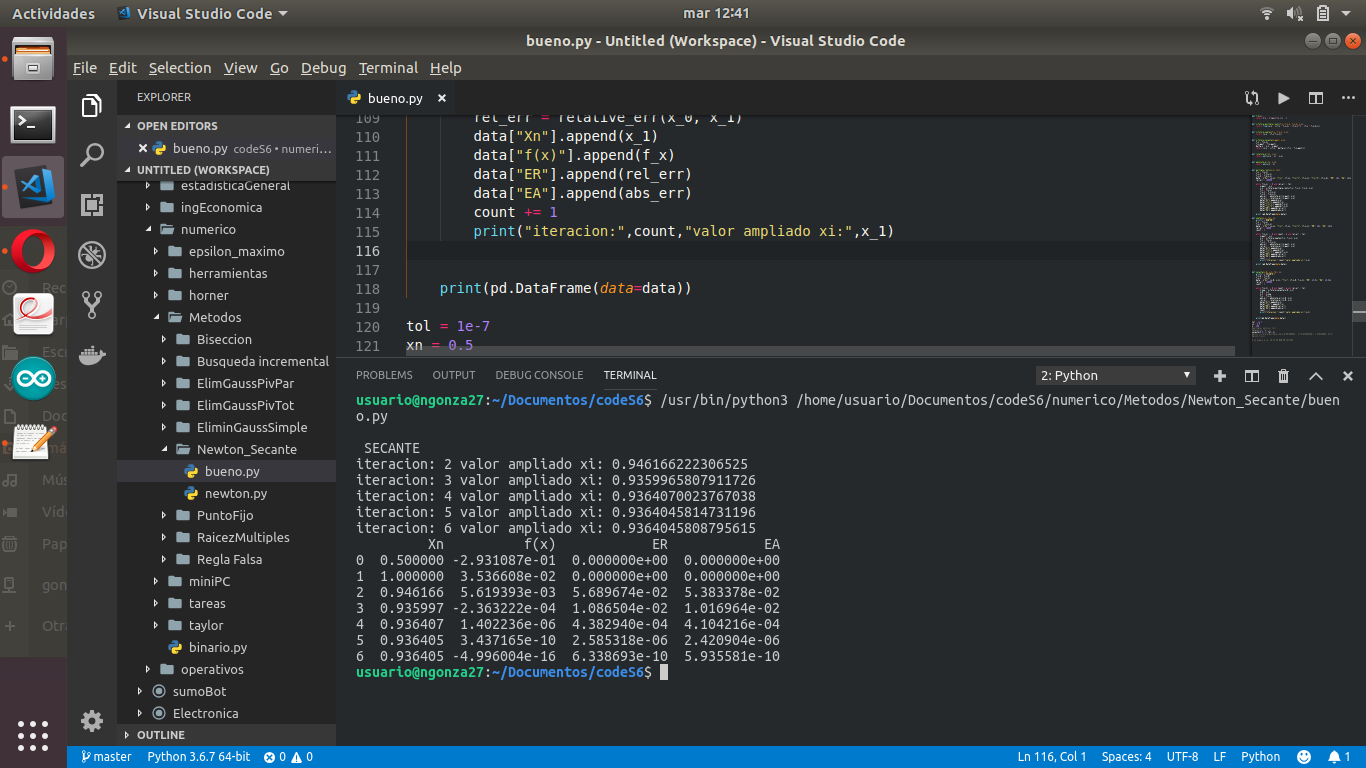 Actividades Visual Studio Code mar 12:41
bueno.py - Untitled (Workspace) - Visual Studio Code
File Edit Selection View Go Debug Terminal Help
EXPLORER
OPEN EDITORS
bueno.py codeS6 • numeri...
UNTITLED (WORKSPACE)
estadisticaGeneral
ingEconomica
numerico
epsilon_maximo
herramientas
horner
Metodos
Biseccion
Busqueda incremental
ElimGaussPivPar
ElimGaussPivTot
EliminGaussSimple
Newton_Secante
bueno.py
newton.py
PuntoFijo
RaicezMultiples
Regla Falsa
miniPC
tareas
taylor
binario.py
operativos
sumoBot
Electronica
OUTLINE
bueno.py
109 rel_err = relative_err(x_0, x_1)
110 data["Xn"].append(x_1)
111 data["f(x)"].append(f_x)
112 data["ER"].append(rel_err)
113 data["EA"].append(abs_err)
114 count += 1
115 print("iteracion:",count,"valor ampliado xi:",x_1)
116
117
118 print(pd.DataFrame(data=data))
119
120 tol = 1e-7
121 xn = 0.5
PROBLEMS OUTPUT DEBUG CONSOLE TERMINAL 2: Python
usuario@ngonza27:~/Documentos/codeS6$ /usr/bin/python3 /home/usuario/Documentos/codeS6/numerico/Metodos/Newton_Secante/buen
o.py
SECANTE
iteracion: 2 valor ampliado xi: 0.946166222306525
iteracion: 3 valor ampliado xi: 0.9359965807911726
iteracion: 4 valor ampliado xi: 0.9364070023767038
iteracion: 5 valor ampliado xi: 0.9364045814731196
iteracion: 6 valor ampliado xi: 0.9364045808795615
Xn f(x) ER EA
0 0.500000 -2.931087e-01 0.000000e+00 0.000000e+00
1 1.000000 3.536608e-02 0.000000e+00 0.000000e+00
2 0.946166 5.619393e-03 5.689674e-02 5.383378e-02
3 0.935997 -2.363222e-04 1.086504e-02 1.016964e-02
4 0.936407 1.402236e-06 4.382940e-04 4.104216e-04
5 0.936405 3.437165e-10 2.585318e-06 2.420904e-06
6 0.936405 -4.996004e-16 6.338693e-10 5.935581e-10
usuario@ngonza27:~/Documentos/codeS6$
master Python 3.6.7 64-bit 0 0 Ln 116, Col 1 Spaces: 4 UTF-8 LF Python 1